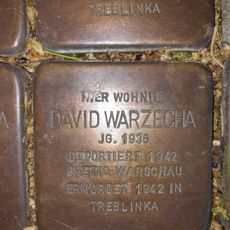 TREBLINKA
HIER WOHNTE
DAVID WARZECHA
JG. 1936
DEPORTIERT 1942
GHETTO WARSCHAU
ERMORDET 1942 IN
TREBLINKA